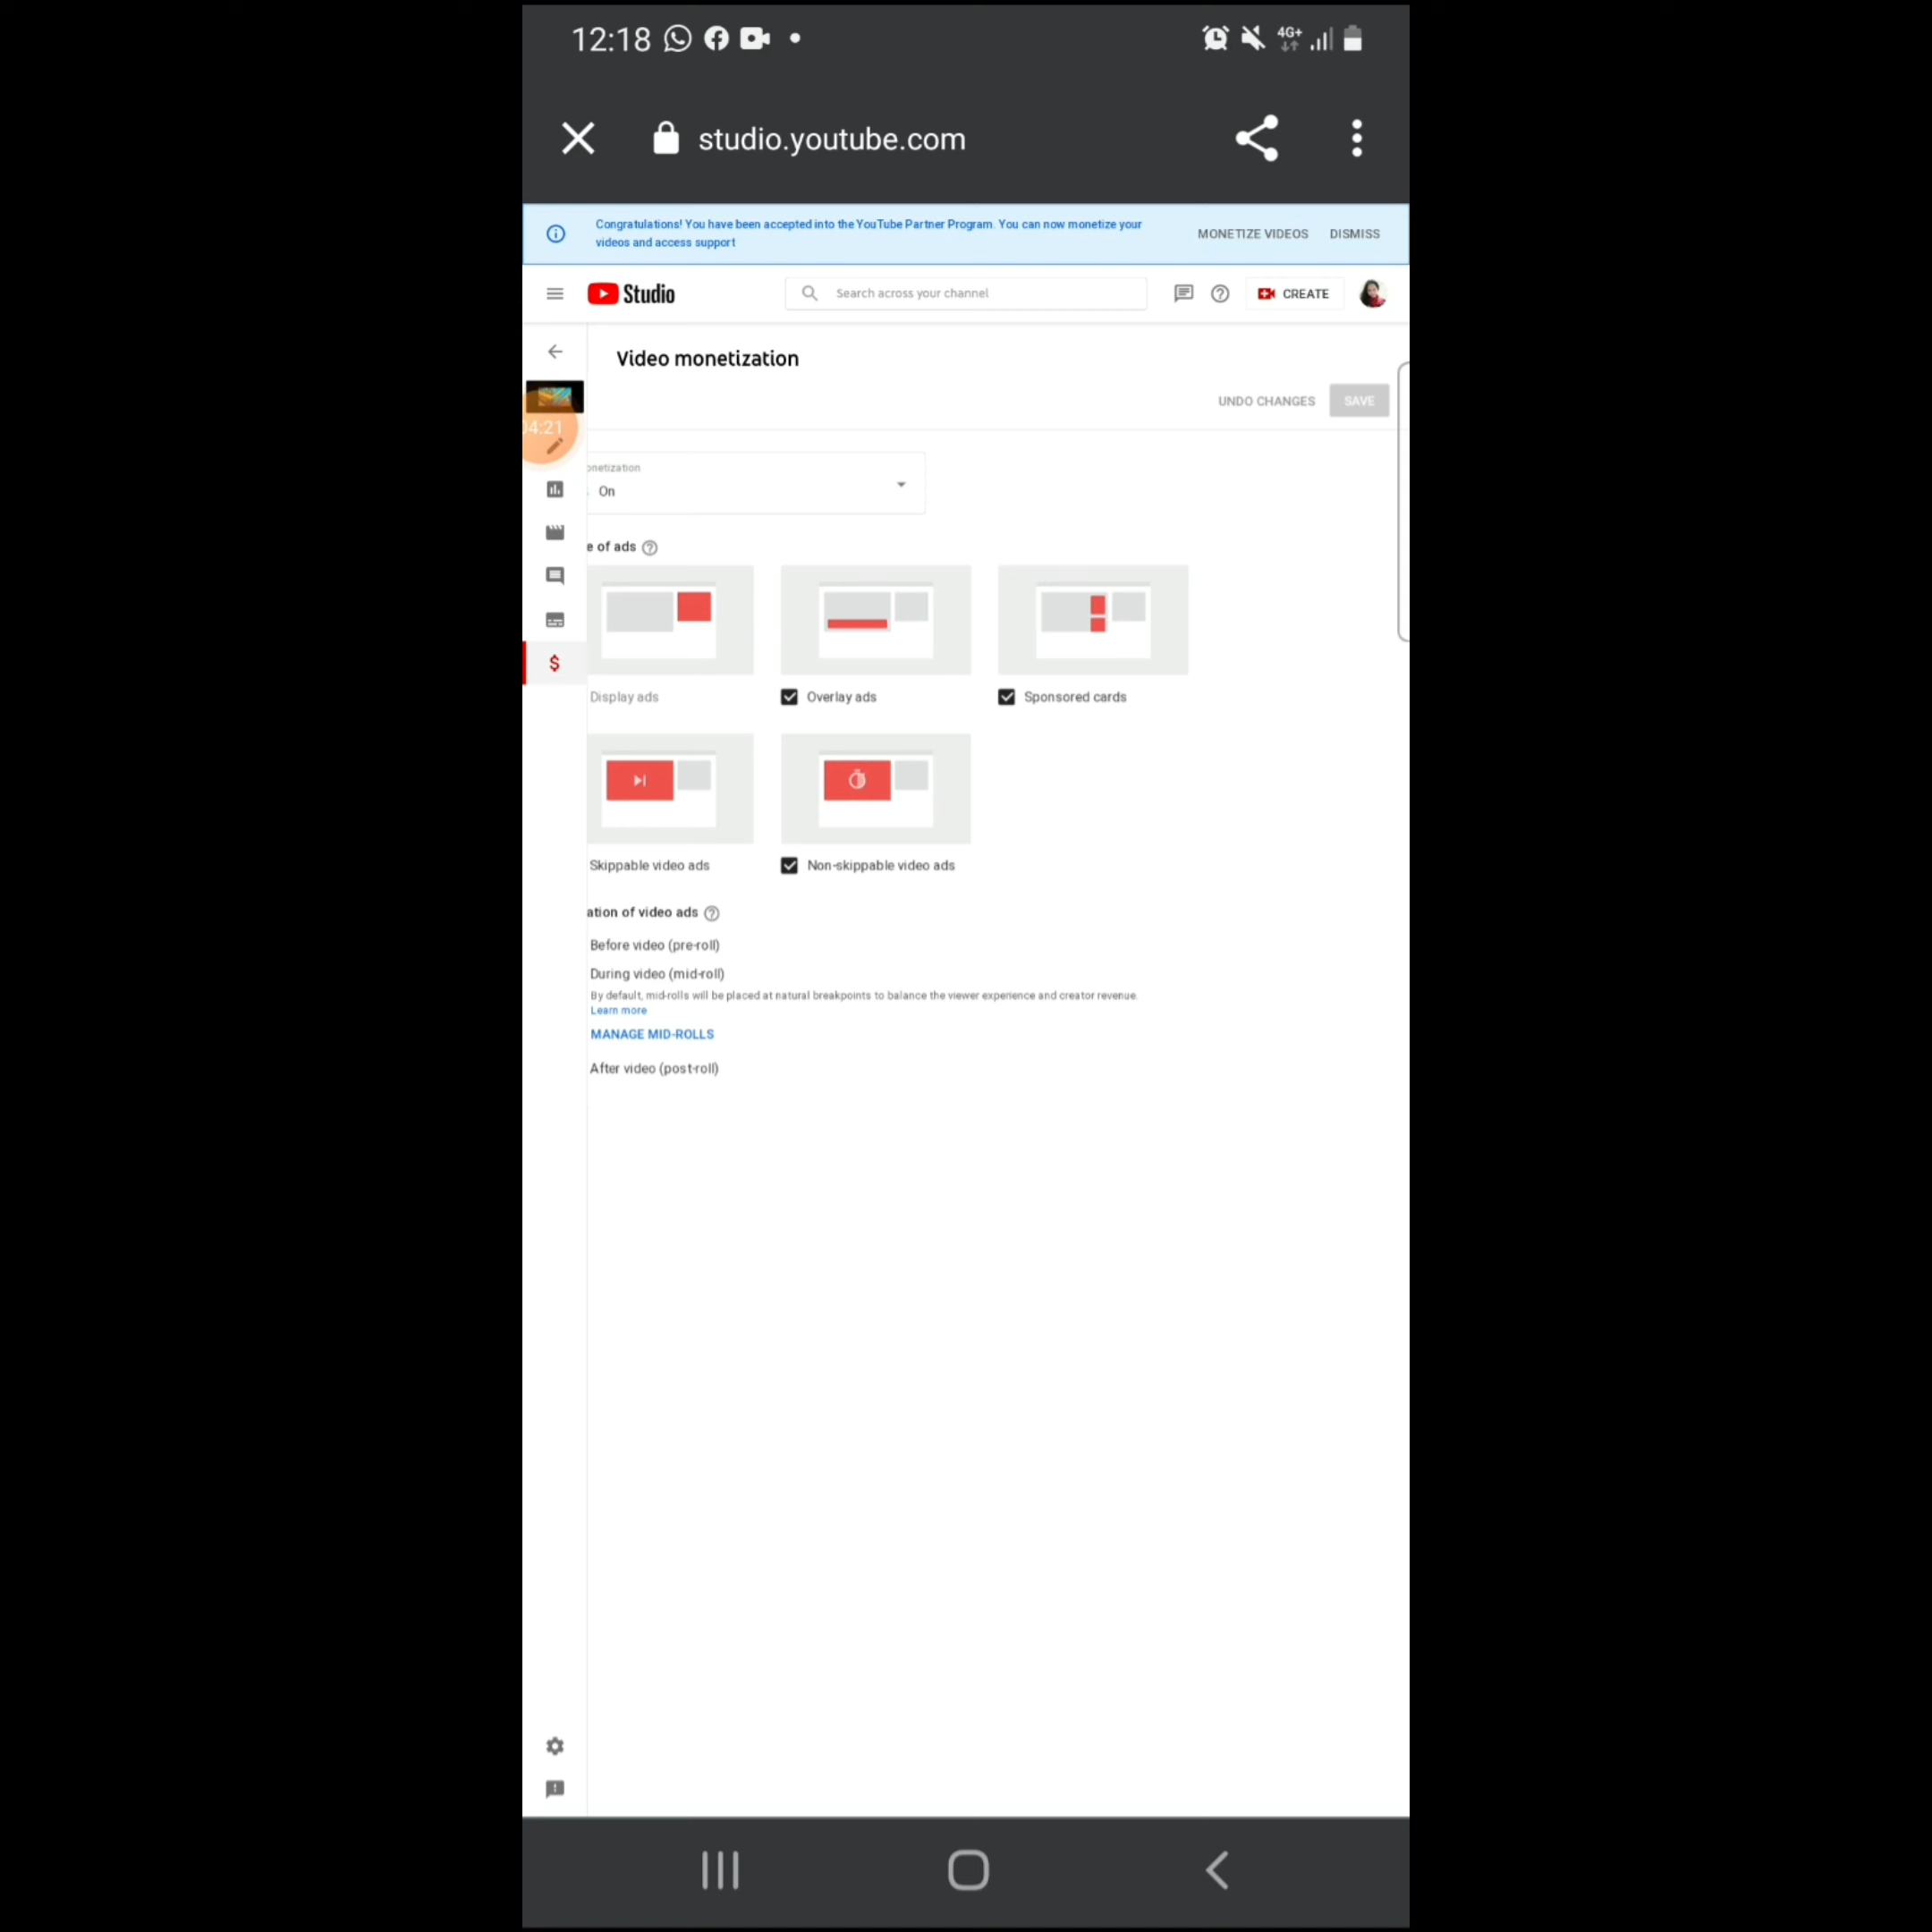 12:18
4G+
studio.youtube.com
Congratulations! You have been accepted into the YouTube Partner Program. You can now monetize your
videos and access support
MONETIZE VIDEOS DISMISS
Studio
Search across your channel
CREATE
Video monetization
UNDO CHANGES SAVE
04:21
onetization
On
e of ads
Display ads
Overlay ads
Sponsored cards
Skippable video ads
Non-skippable video ads
ation of video ads
Before video (pre-roll)
During video (mid-roll)
By default, mid-rolls will be placed at natural breakpoints to balance the viewer experience and creator revenue.
Learn more
MANAGE MID-ROLLS
After video (post-roll)